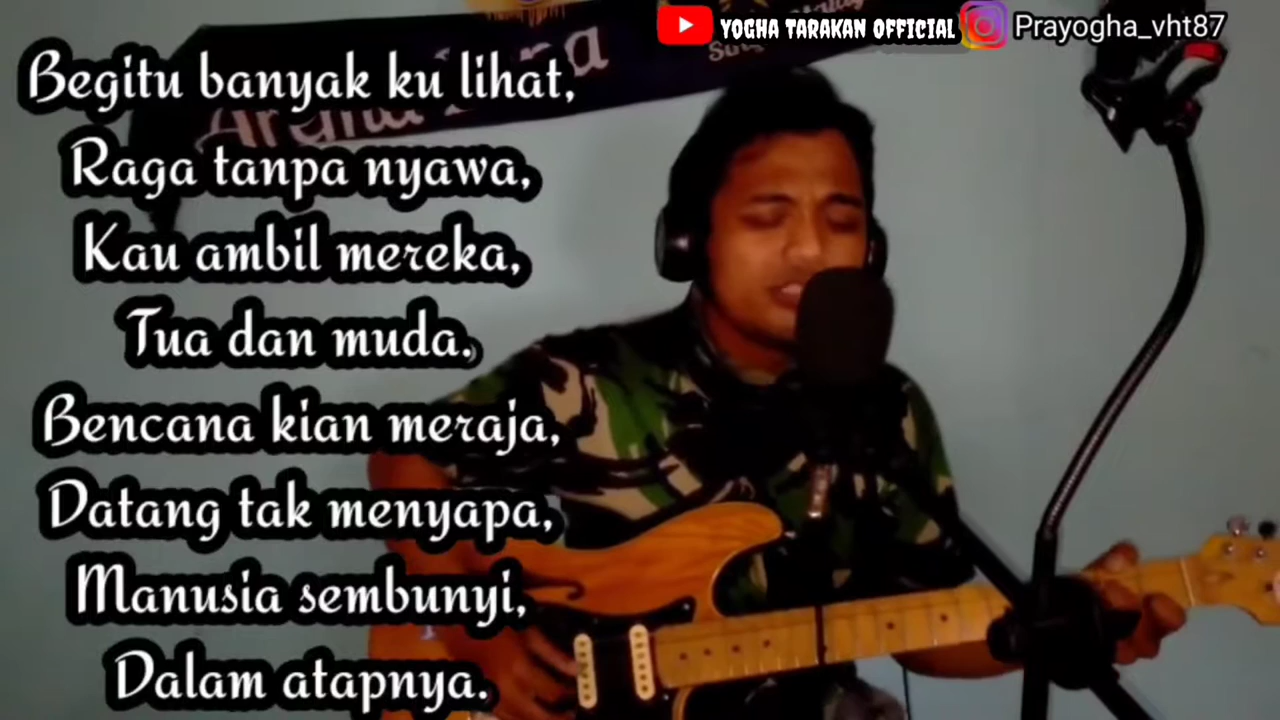 YOGHA TARAKAN OFFICIAL
Prayogha_vht87
Begitu banyak ku lihat,
Raga tanpa nyawa,
Kau ambil mereka,
Tua dan muda.
Bencana kian meraja,
Datang tak menyapa,
Manusia sembunyi,
Dalam atapnya.